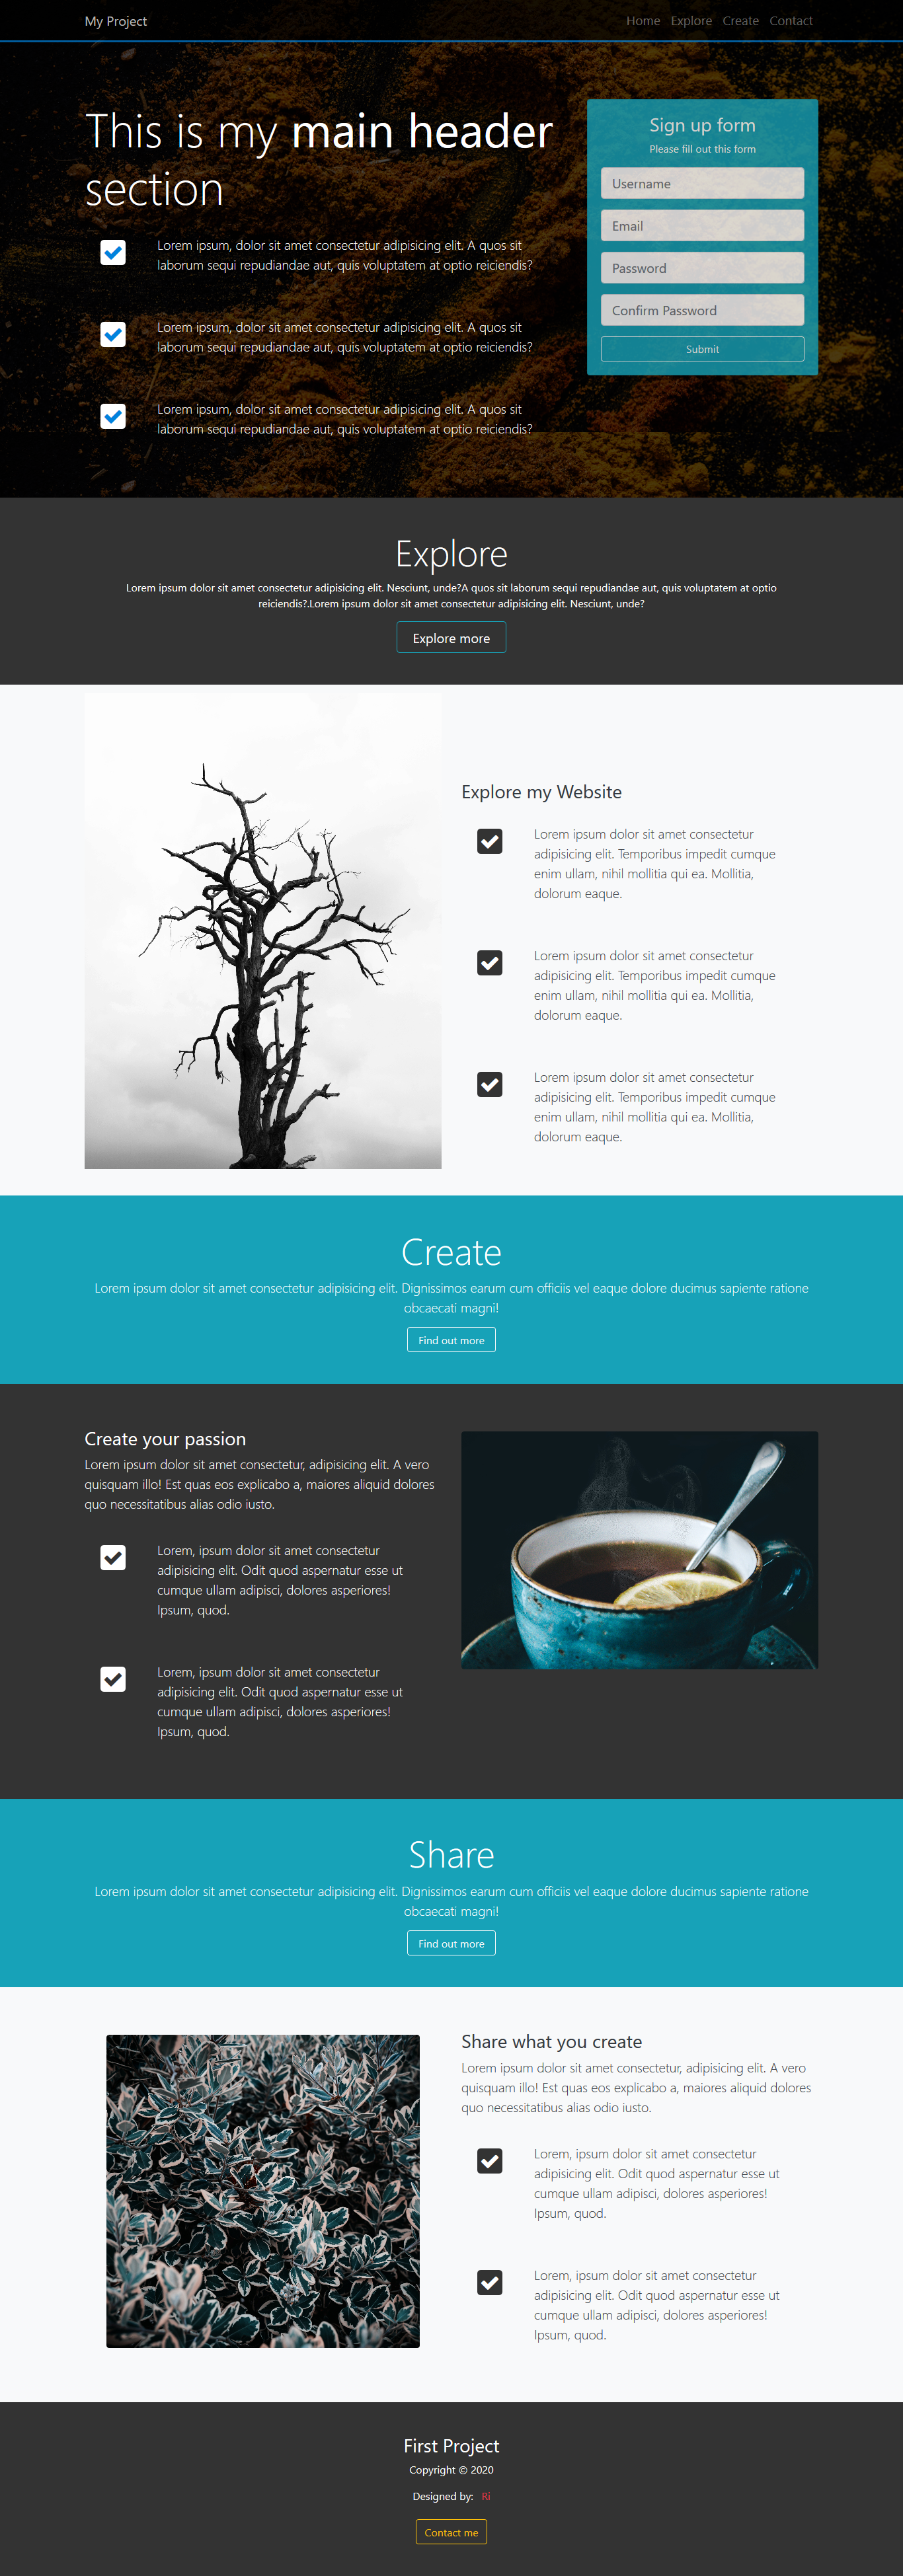 My Project
Home Explore Create Contact
This is my main header
section
Lorem ipsum, dolor sit amet consectetur adipisicing elit. A quos sit
laborum sequi repudiandae aut, quis voluptatem at optio reiciendis?
Lorem ipsum, dolor sit amet consectetur adipisicing elit. A quos sit
laborum sequi repudiandae aut, quis voluptatem at optio reiciendis?
Lorem ipsum, dolor sit amet consectetur adipisicing elit. A quos sit
laborum sequi repudiandae aut, quis voluptatem at optio reiciendis?
Sign up form
Please fill out this form
Username
Email
Password
Confirm Password
Submit
Explore
Lorem ipsum dolor sit amet consectetur adipisicing elit. Nesciunt, unde?A quos sit laborum sequi repudiandae aut, quis voluptatem at optio
reiciendis?.Lorem ipsum dolor sit amet consectetur adipisicing elit. Nesciunt, unde?
Explore more
Explore my Website
Lorem ipsum dolor sit amet consectetur
adipisicing elit. Temporibus impedit cumque
enim ullam, nihil mollitia qui ea. Mollitia,
dolorum eaque.
Lorem ipsum dolor sit amet consectetur
adipisicing elit. Temporibus impedit cumque
enim ullam, nihil mollitia qui ea. Mollitia,
dolorum eaque.
Lorem ipsum dolor sit amet consectetur
adipisicing elit. Temporibus impedit cumque
enim ullam, nihil mollitia qui ea. Mollitia,
dolorum eaque.
Create
Lorem ipsum dolor sit amet consectetur adipisicing elit. Dignissimos earum cum officiis vel eaque dolore ducimus sapiente ratione
obcaecati magni!
Find out more
Create your passion
Lorem ipsum dolor sit amet consectetur, adipisicing elit. A vero
quisquam illo! Est quas eos explicabo a, maiores aliquid dolores
quo necessitatibus alias odio iusto.
Lorem, ipsum dolor sit amet consectetur
adipisicing elit. Odit quod aspernatur esse ut
cumque ullam adipisci, dolores asperiores!
Ipsum, quod.
Lorem, ipsum dolor sit amet consectetur
adipisicing elit. Odit quod aspernatur esse ut
cumque ullam adipisci, dolores asperiores!
Ipsum, quod.
Share
Lorem ipsum dolor sit amet consectetur adipisicing elit. Dignissimos earum cum officiis vel eaque dolore ducimus sapiente ratione
obcaecati magni!
Find out more
Share what you create
Lorem ipsum dolor sit amet consectetur, adipisicing elit. A vero
quisquam illo! Est quas eos explicabo a, maiores aliquid dolores
quo necessitatibus alias odio iusto.
Lorem, ipsum dolor sit amet consectetur
adipisicing elit. Odit quod aspernatur esse ut
cumque ullam adipisci, dolores asperiores!
Ipsum, quod.
Lorem, ipsum dolor sit amet consectetur
adipisicing elit. Odit quod aspernatur esse ut
cumque ullam adipisci, dolores asperiores!
Ipsum, quod.
First Project
Copyright © 2020
Designed by: Ri
Contact me